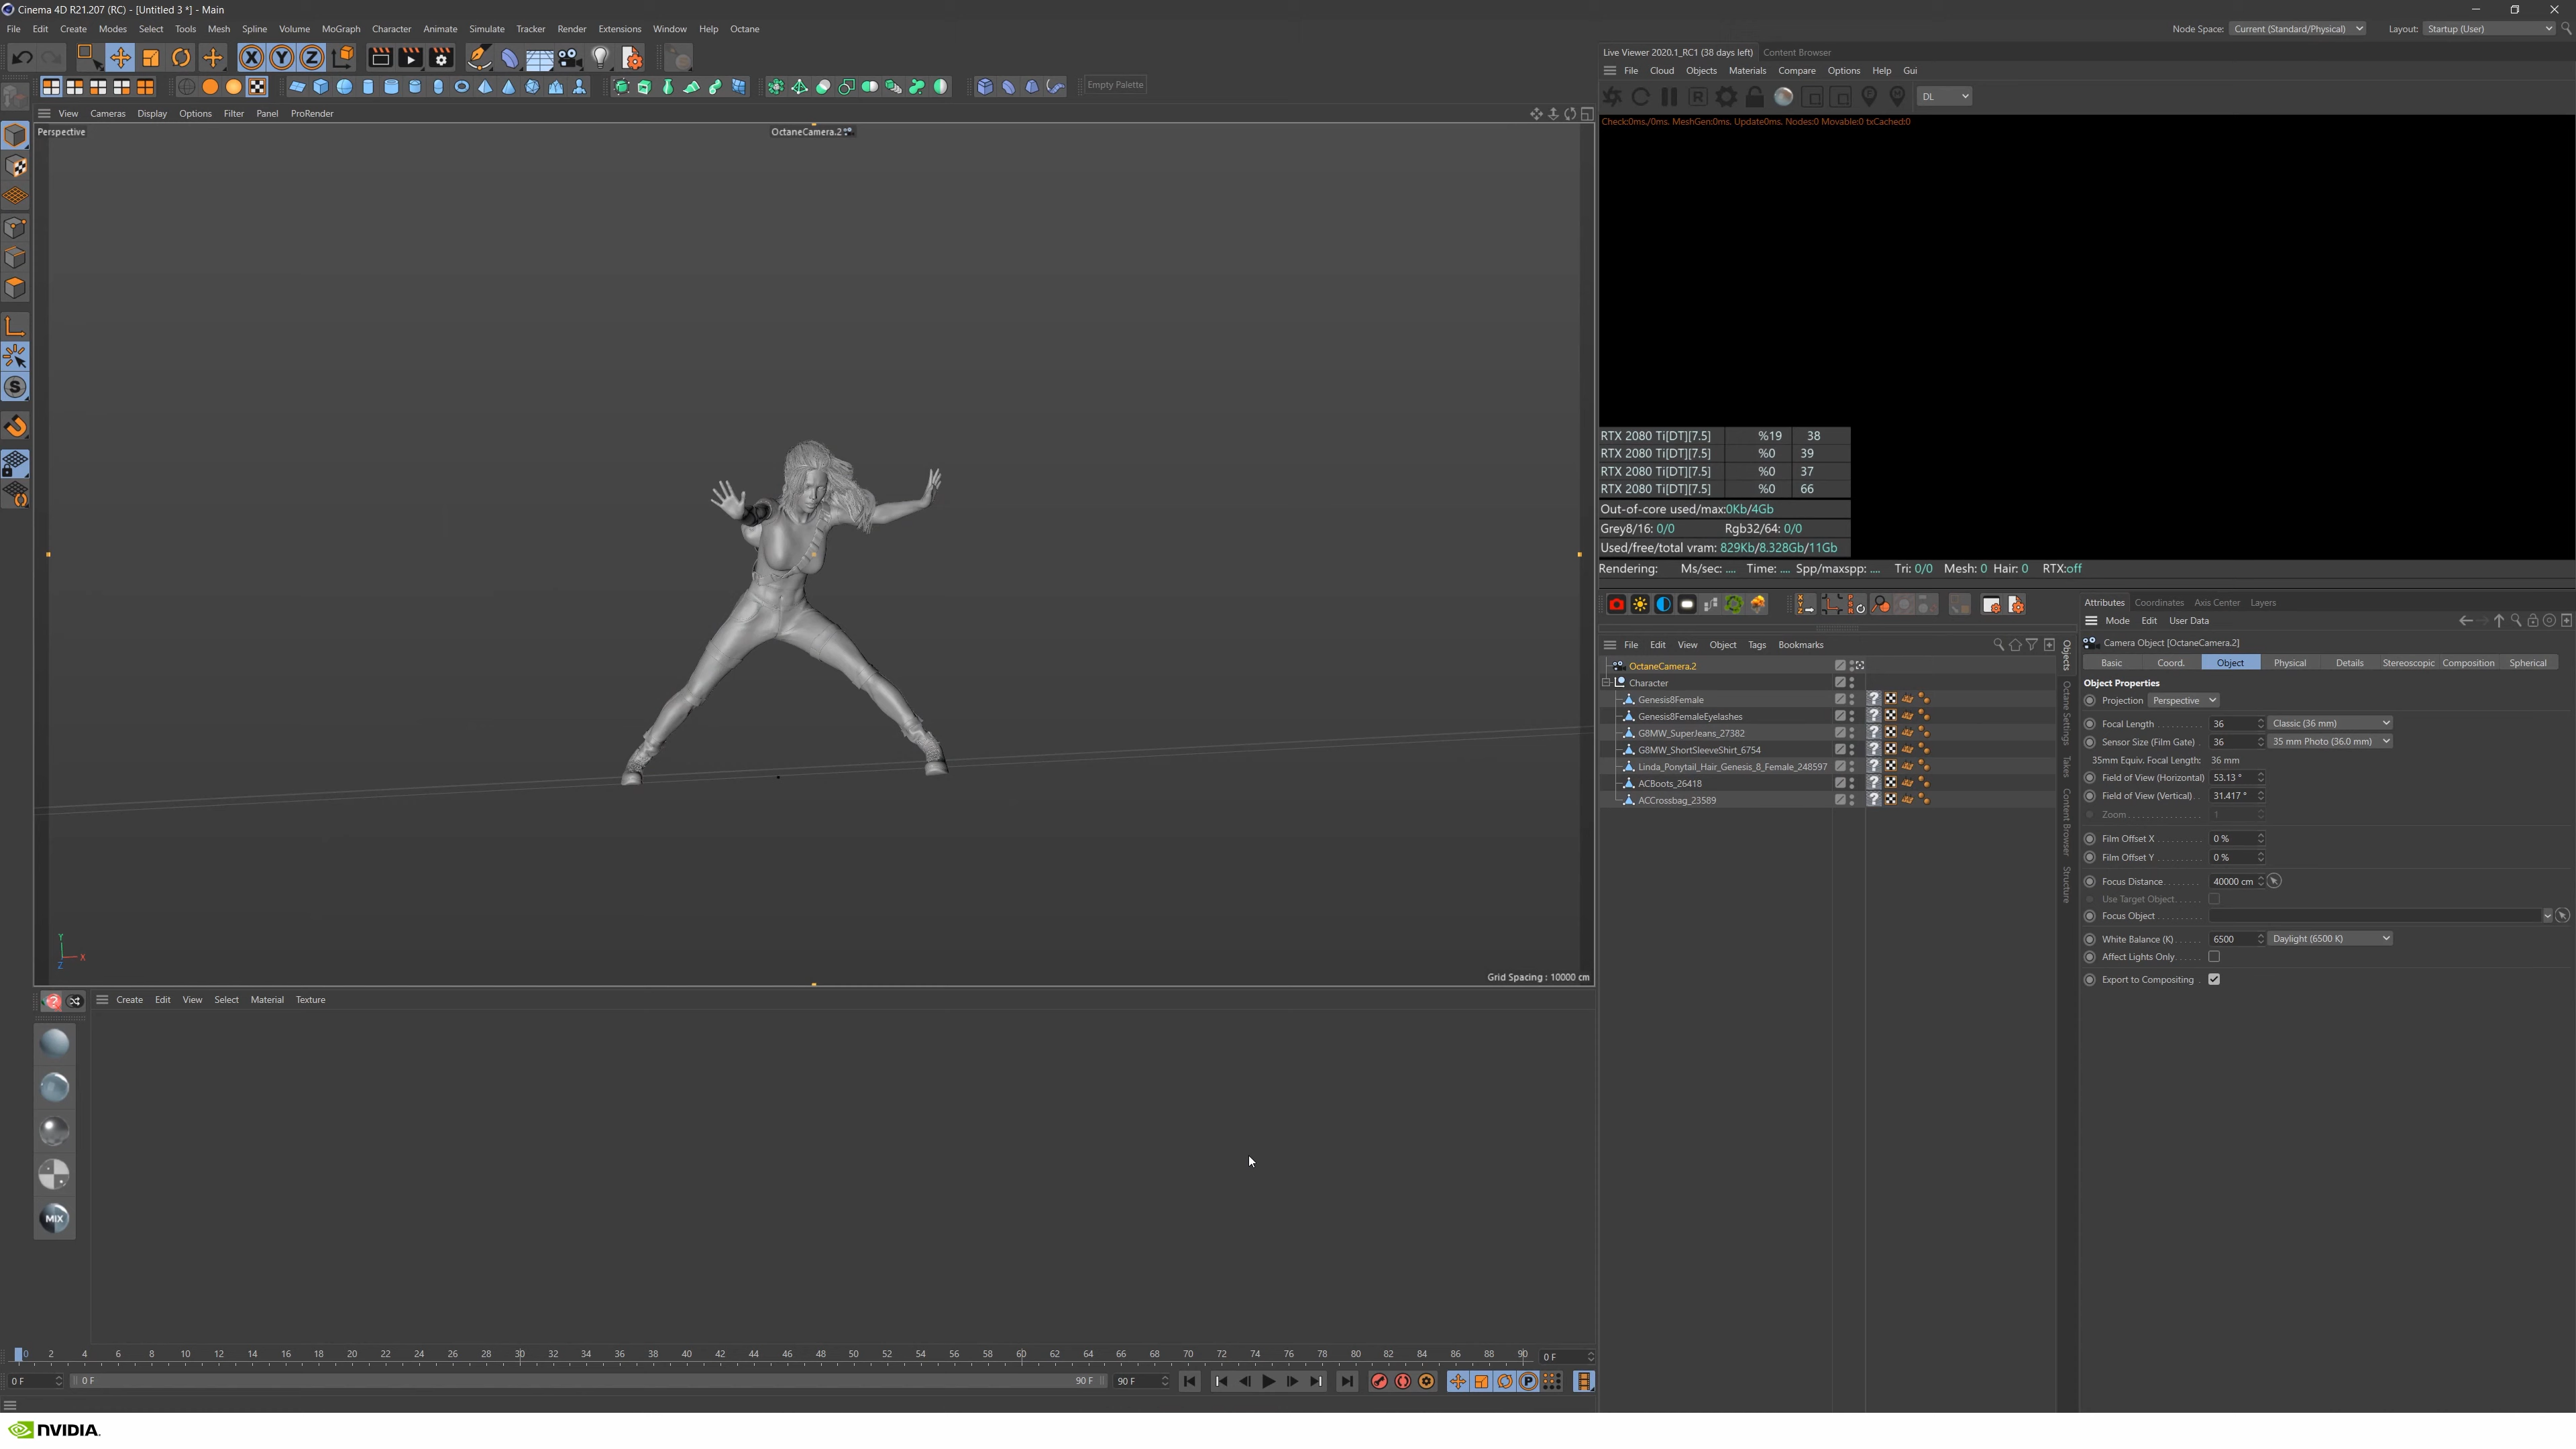 Cinema 4D R21.207 (RC) - [Untitled 3 *] - Main
File Edit Create Modes Select Tools Mesh Spline Volume MoGraph Character Animate Simulate Tracker Render Extensions Window Help Octane
Node Space: Current (Standard/Physical) Layout: Startup (User)
X Y Z
Empty Palette
View Cameras Display Options Filter Panel ProRender
Perspective
OctaneCamera.2
Y
X
Z
Grid Spacing : 10000 cm
S
Create Edit View Select Material Texture
MIX
0 2 4 6 8 10 12 14 16 18 20 22 24 26 28 30 32 34 36 38 40 42 44 46 48 50 52 54 56 58 60 62 64 66 68 70 72 74 76 78 80 82 84 86 88 90
0 F
0 F 0 F 90 F 90 F
P
Live Viewer 2020.1_RC1 (38 days left) Content Browser
File Cloud Objects Materials Compare Options Help Gui
R DL
Check:0ms./0ms. MeshGen:0ms. Update0ms. Nodes:0 Movable:0 txCached:0
RTX 2080 Ti[DT][7.5] %19 38
RTX 2080 Ti[DT][7.5] %0 39
RTX 2080 Ti[DT][7.5] %0 37
RTX 2080 Ti[DT][7.5] %0 66
Out-of-core used/max:0Kb/4Gb
Grey8/16: 0/0 Rgb32/64: 0/0
Used/free/total vram: 829Kb/8.328Gb/11Gb
Rendering: Ms/sec: .... Time: .... Spp/maxspp: .... Tri: 0/0 Mesh: 0 Hair: 0 RTX:off
File Edit View Object Tags Bookmarks
OctaneCamera.2
Character
Genesis8Female
Genesis8FemaleEyelashes
G8MW_SuperJeans_27382
G8MW_ShortSleeveShirt_6754
Linda_Ponytail_Hair_Genesis_8_Female_248597
ACBoots_26418
ACCrossbag_23589
Objects
Octane Settings
Takes
Content Browser
Structure
Attributes Coordinates Axis Center Layers
Mode Edit User Data
Camera Object [OctaneCamera.2]
Basic Coord. Object Physical Details Stereoscopic Composition Spherical
Object Properties
Projection Perspective
Focal Length 36 Classic (36 mm)
Sensor Size (Film Gate) 36 35 mm Photo (36.0 mm)
35mm Equiv. Focal Length: 36 mm
Field of View (Horizontal) 53.13 °
Field of View (Vertical) 31.417 °
Zoom 1
Film Offset X 0 %
Film Offset Y 0 %
Focus Distance 40000 cm
Use Target Object
Focus Object
White Balance (K) 6500 Daylight (6500 K)
Affect Lights Only
Export to Compositing
NVIDIA.